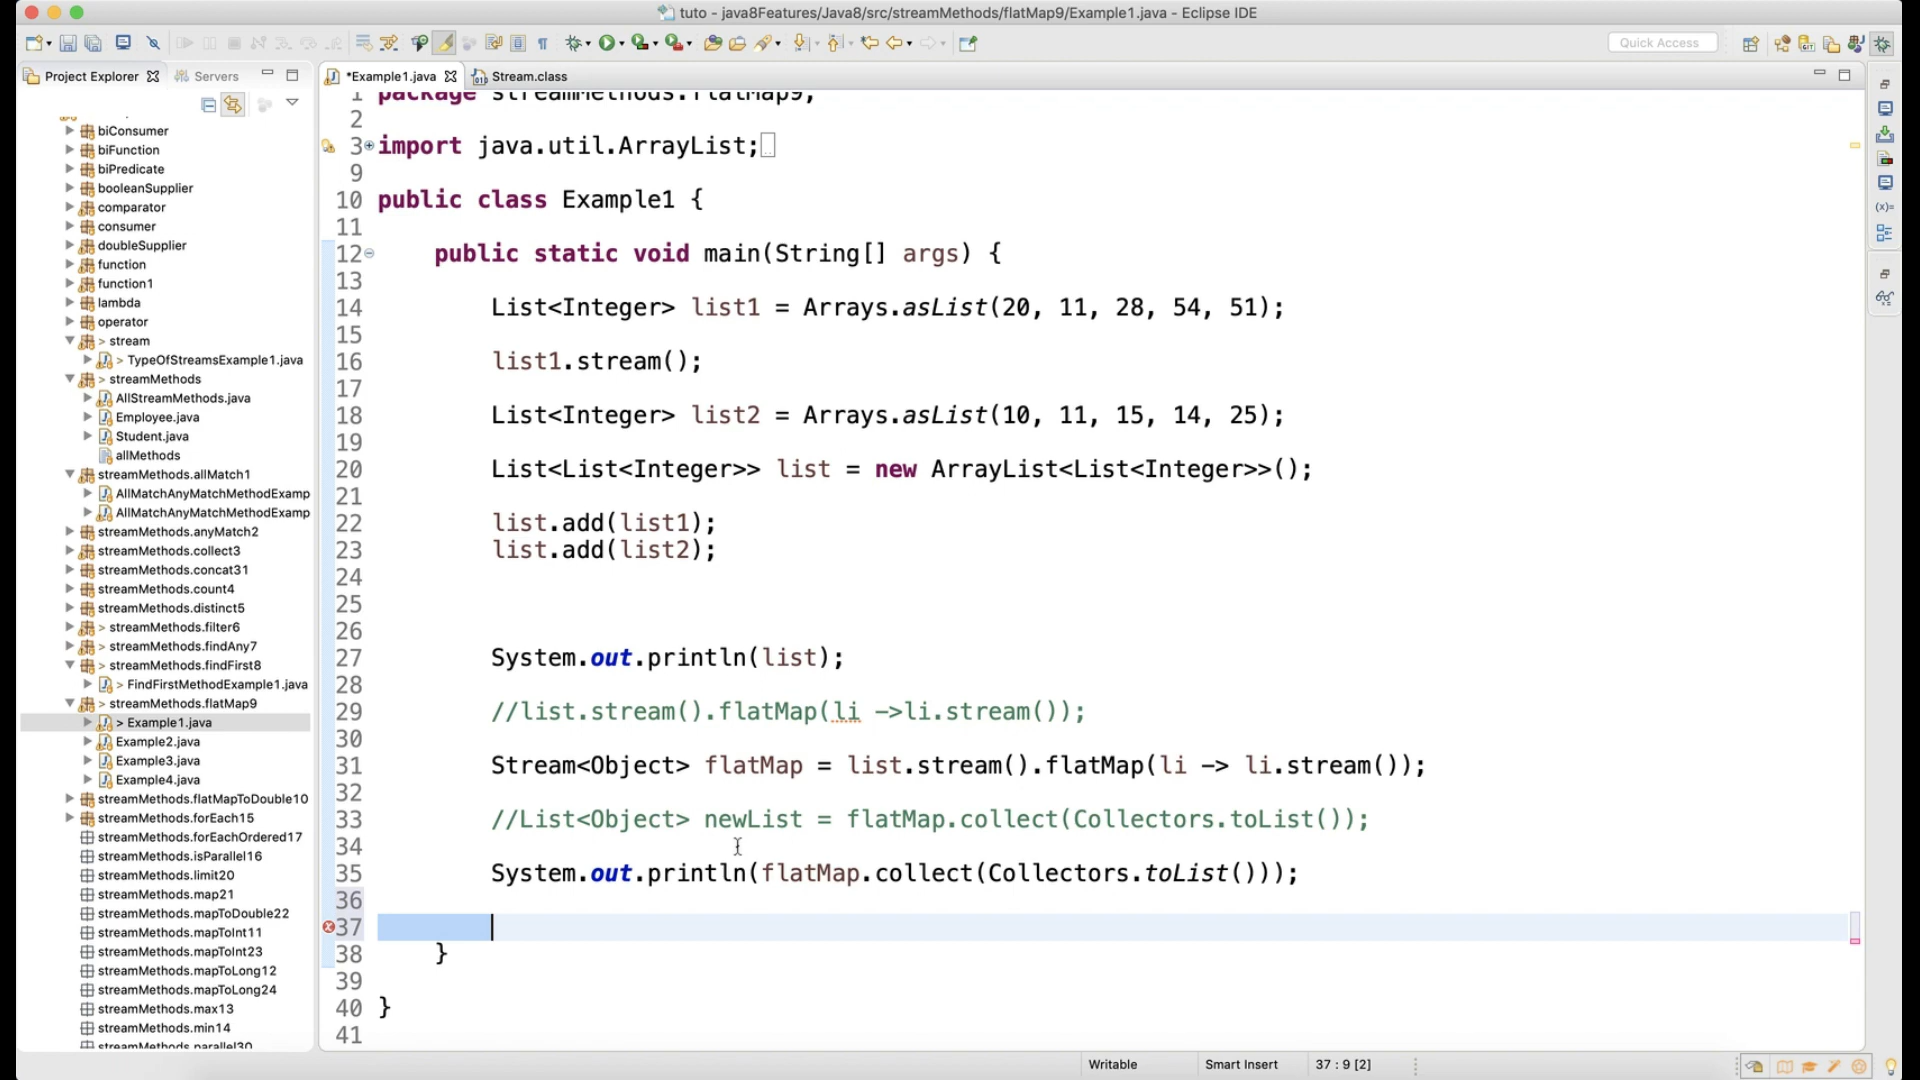 tuto - java8Features/Java8/src/streamMethods/flatMap9/Example1.java - Eclipse IDE
Quick Access
Project Explorer
Servers
*Example1.java
Stream.class
biConsumer
biFunction
biPredicate
booleanSupplier
comparator
consumer
doubleSupplier
function
function1
lambda
operator
> stream
> TypeOfStreamsExample1.java
> streamMethods
AllStreamMethods.java
Employee.java
Student.java
allMethods
streamMethods.allMatch1
AllMatchAnyMatchMethodExamp
AllMatchAnyMatchMethodExamp
streamMethods.anyMatch2
streamMethods.collect3
streamMethods.concat31
streamMethods.count4
streamMethods.distinct5
> streamMethods.filter6
> streamMethods.findAny7
> streamMethods.findFirst8
> FindFirstMethodExample1.java
> streamMethods.flatMap9
> Example1.java
Example2.java
Example3.java
Example4.java
streamMethods.flatMapToDouble10
streamMethods.forEach15
streamMethods.forEachOrdered17
streamMethods.isParallel16
streamMethods.limit20
streamMethods.map21
streamMethods.mapToDouble22
streamMethods.mapToInt11
streamMethods.mapToInt23
streamMethods.mapToLong12
streamMethods.mapToLong24
streamMethods.max13
streamMethods.min14
streamMethods.parallel30
1 package streamMethods.flatMap9;
2
3 import java.util.ArrayList;
9
10 public class Example1 {
11
12 public static void main(String[] args) {
13
14 List<Integer> list1 = Arrays.asList(20, 11, 28, 54, 51);
15
16 list1.stream();
17
18 List<Integer> list2 = Arrays.asList(10, 11, 15, 14, 25);
19
20 List<List<Integer>> list = new ArrayList<List<Integer>>();
21
22 list.add(list1);
23 list.add(list2);
24
25
26
27 System.out.println(list);
28
29 //list.stream().flatMap(li ->li.stream());
30
31 Stream<Object> flatMap = list.stream().flatMap(li -> li.stream());
32
33 //List<Object> newList = flatMap.collect(Collectors.toList());
34
35 System.out.println(flatMap.collect(Collectors.toList()));
36
37
38 }
39
40 }
41
(x)=
Writable
Smart Insert
37 : 9 [2]